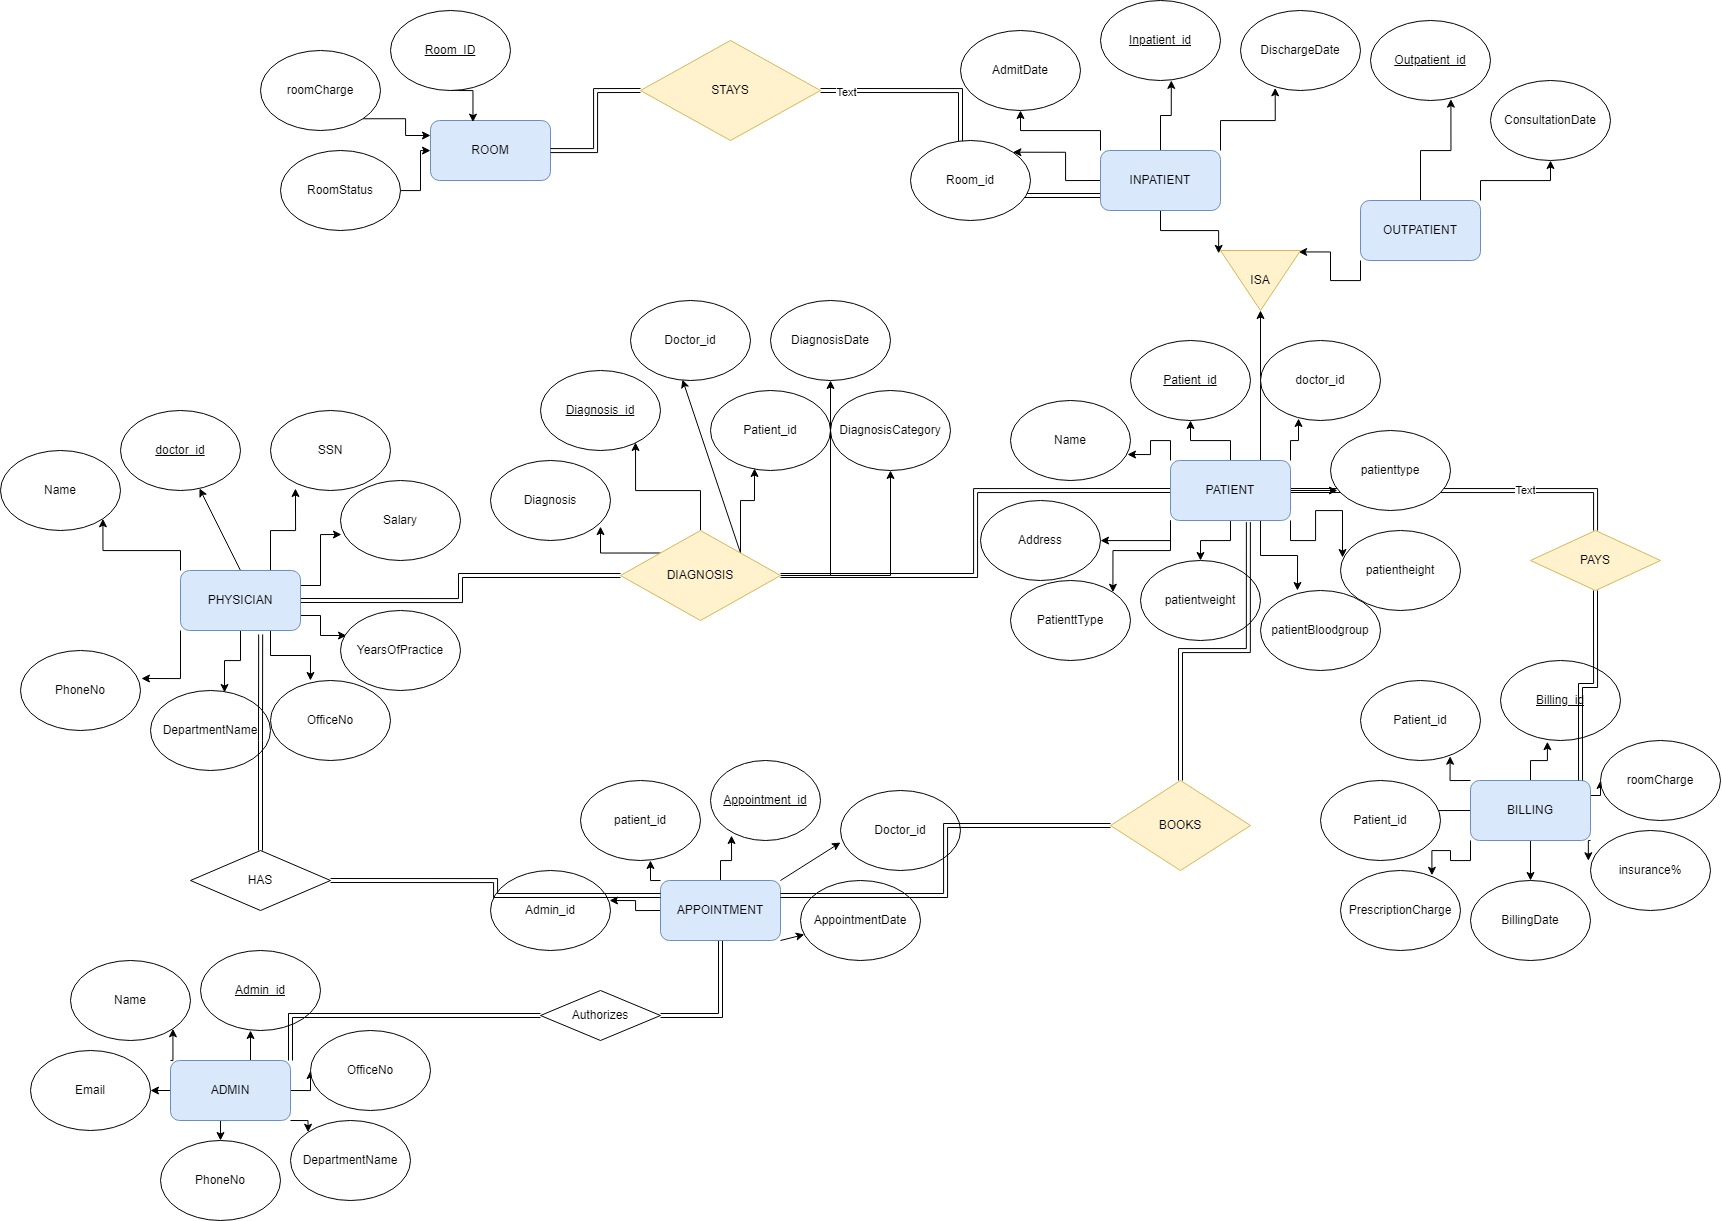 Inpatient_id
Room_ID
DischargeDate
Outpatient_id
AdmitDate
roomCharge
STAYS
Text
ConsultationDate
ROOM
RoomStatus
Room_id
INPATIENT
OUTPATIENT
ISA
Doctor_id
DiagnosisDate
Patient_id
doctor_id
Diagnosis_id
Patient_id
DiagnosisCategory
Name
doctor_id
SSN
patienttype
Name
Diagnosis
PATIENT
Text
Salary
Address
PAYS
DIAGNOSIS
patientheight
PHYSICIAN
patientweight
PatienttType
patientBloodgroup
YearsOfPractice
PhoneNo
DepartmentName
OfficeNo
Patient_id
Billing_id
roomCharge
patient_id
Appointment_id
Doctor_id
BOOKS
Patient_id
BILLING
insurance%
HAS
Admin_id
APPOINTMENT
AppointmentDate
PrescriptionCharge
BillingDate
Name
Admin_id
Authorizes
Email
ADMIN
OfficeNo
DepartmentName
PhoneNo